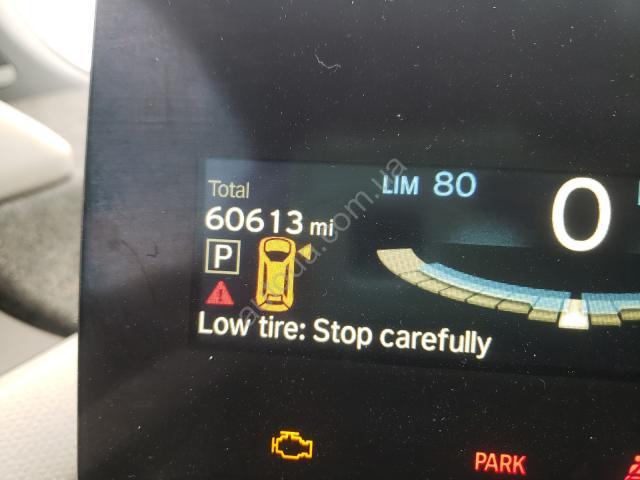 Total
LIM 80
0
60613 mi
P
Low tire: Stop carefully
PARK